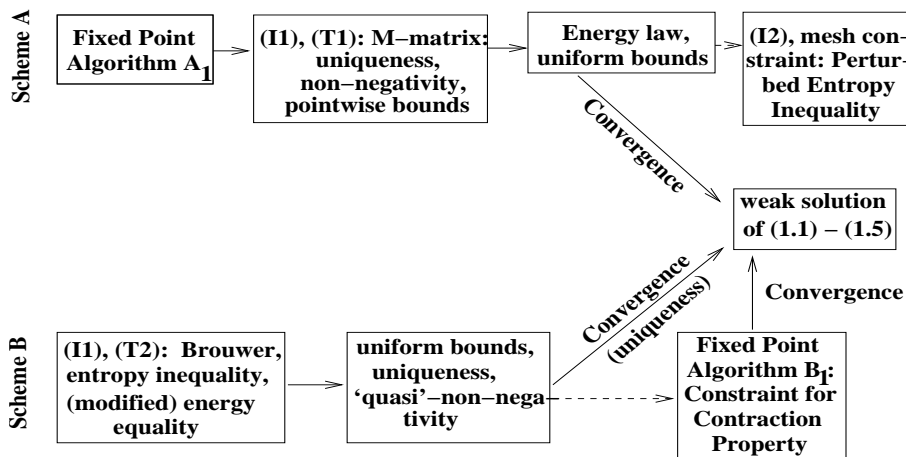 Scheme A
Fixed Point
Algorithm A1
(I1), (T1): M−matrix:
uniqueness,
non−negativity,
pointwise bounds
Energy law,
uniform bounds
(I2), mesh con−
straint: Pertur−
bed Entropy
Inequality
Convergence
weak solution
of (1.1) − (1.5)
Convergence
(uniqueness)
Convergence
Scheme B
(I1), (T2): Brouwer,
entropy inequality,
(modified) energy
equality
uniform bounds,
uniqueness,
‘quasi’−non−nega
tivity
Fixed Point
Algorithm B1:
Constraint for
Contraction
Property